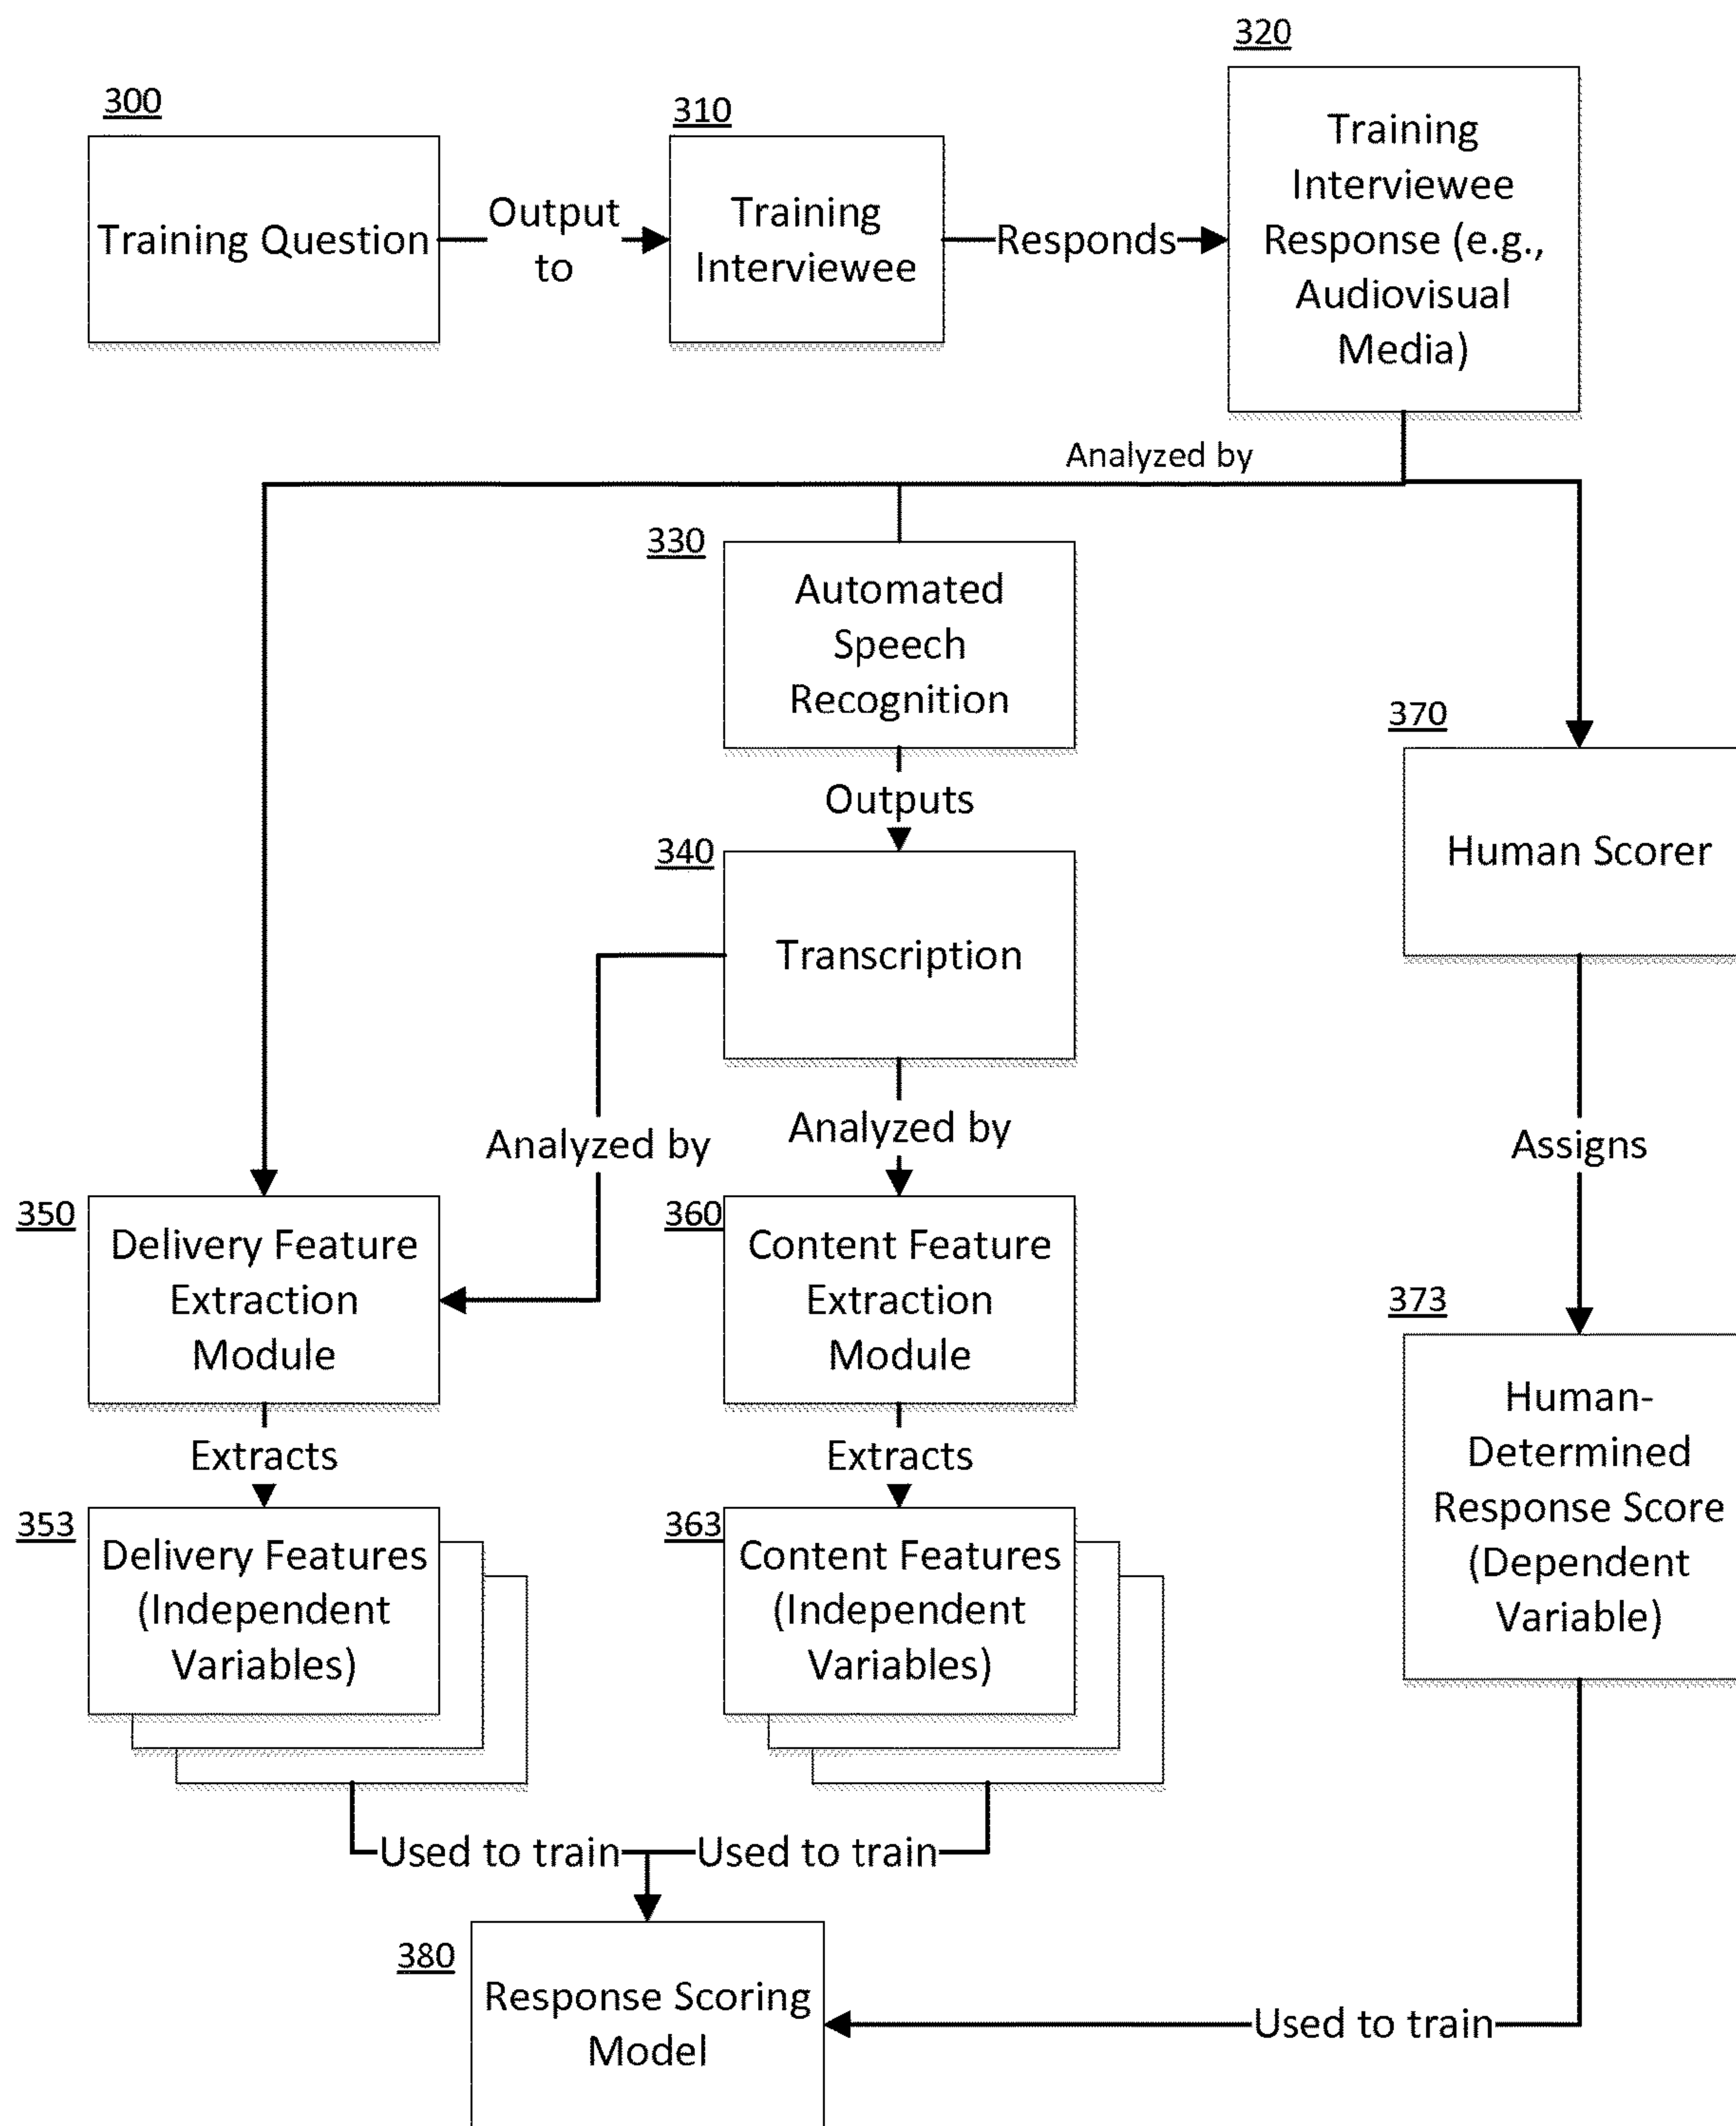 320
300
310
Training
Interviewee
Response (e.g.,
Audiovisual
Media)
Training Question
Output
to
Training
Interviewee
Responds
Analyzed by
330
Automated
Speech
Recognition
370
Outputs
340
Human Scorer
Transcription
Analyzed by
Analyzed by
Assigns
350
Delivery Feature
Extraction
Module
360
Content Feature
Extraction
Module
373
Human-
Determined
Response Score
(Dependent
Variable)
Extracts
Extracts
353
Delivery Features
(Independent
Variables)
363
Content Features
(Independent
Variables)
Used to train
Used to train
380
Response Scoring
Model
Used to train